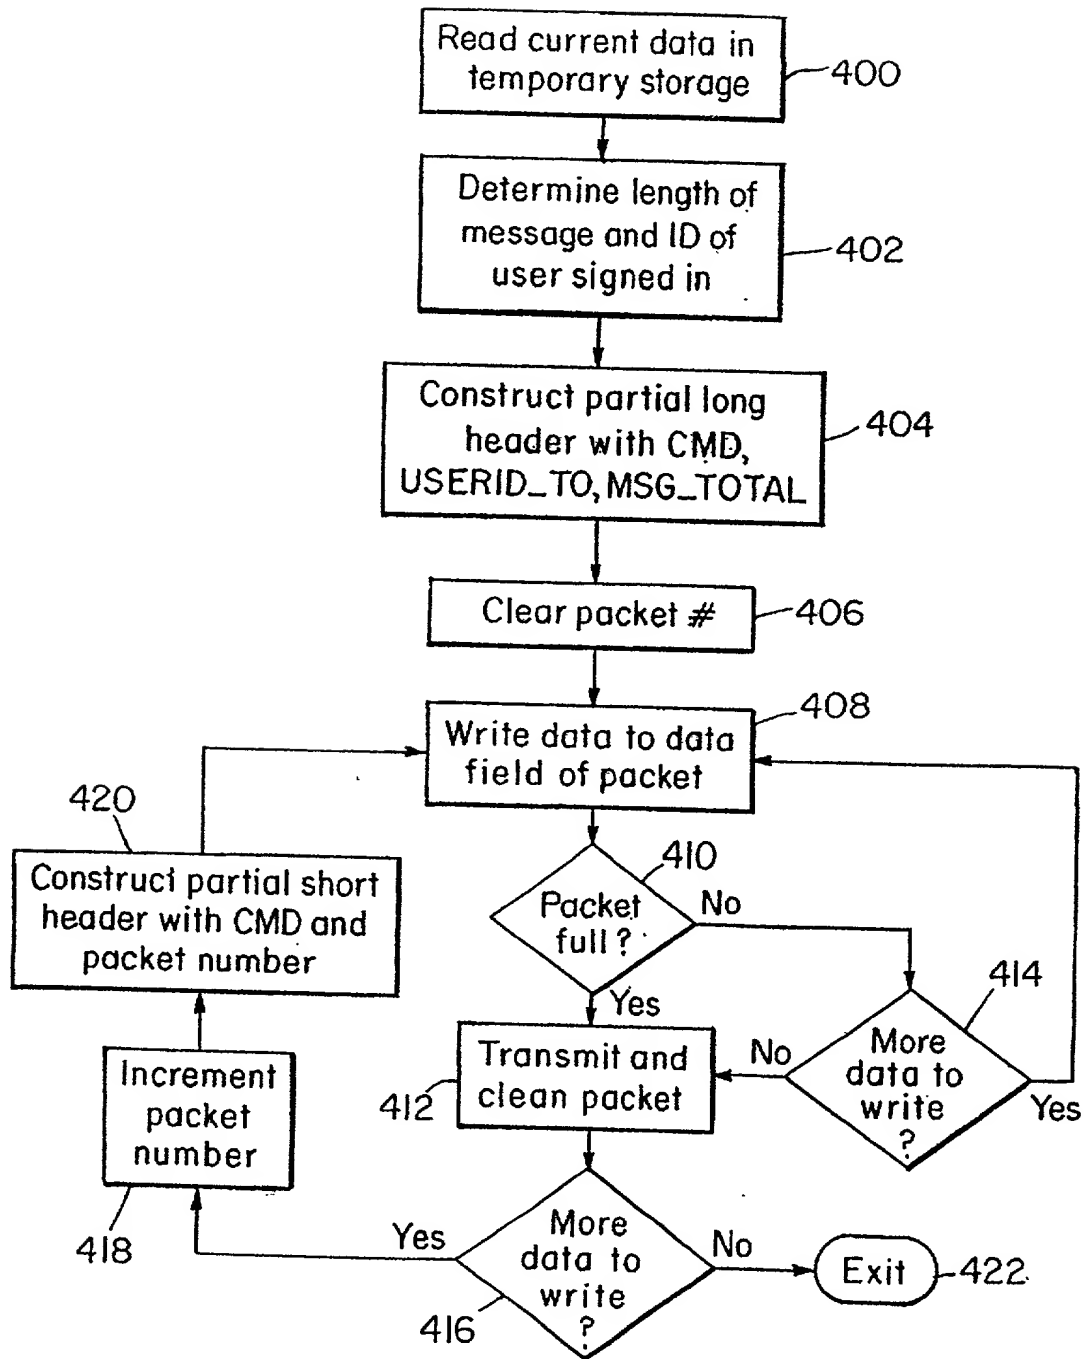 Read current data in
temporary storage
400
Determine length of
message and ID of
user signed in
402
Construct partial long
header with CMD,
USERID_TO, MSG_TOTAL
404
Clear packet #
406
Write data to data
field of packet
408
Packet
full?
410
No
Yes
More
data to
write
?
414
No
Yes
Transmit and
clean packet
412
More
data to
write
?
416
Yes
No
Exit
422
Increment
packet
number
418
Construct partial short
header with CMD and
packet number
420